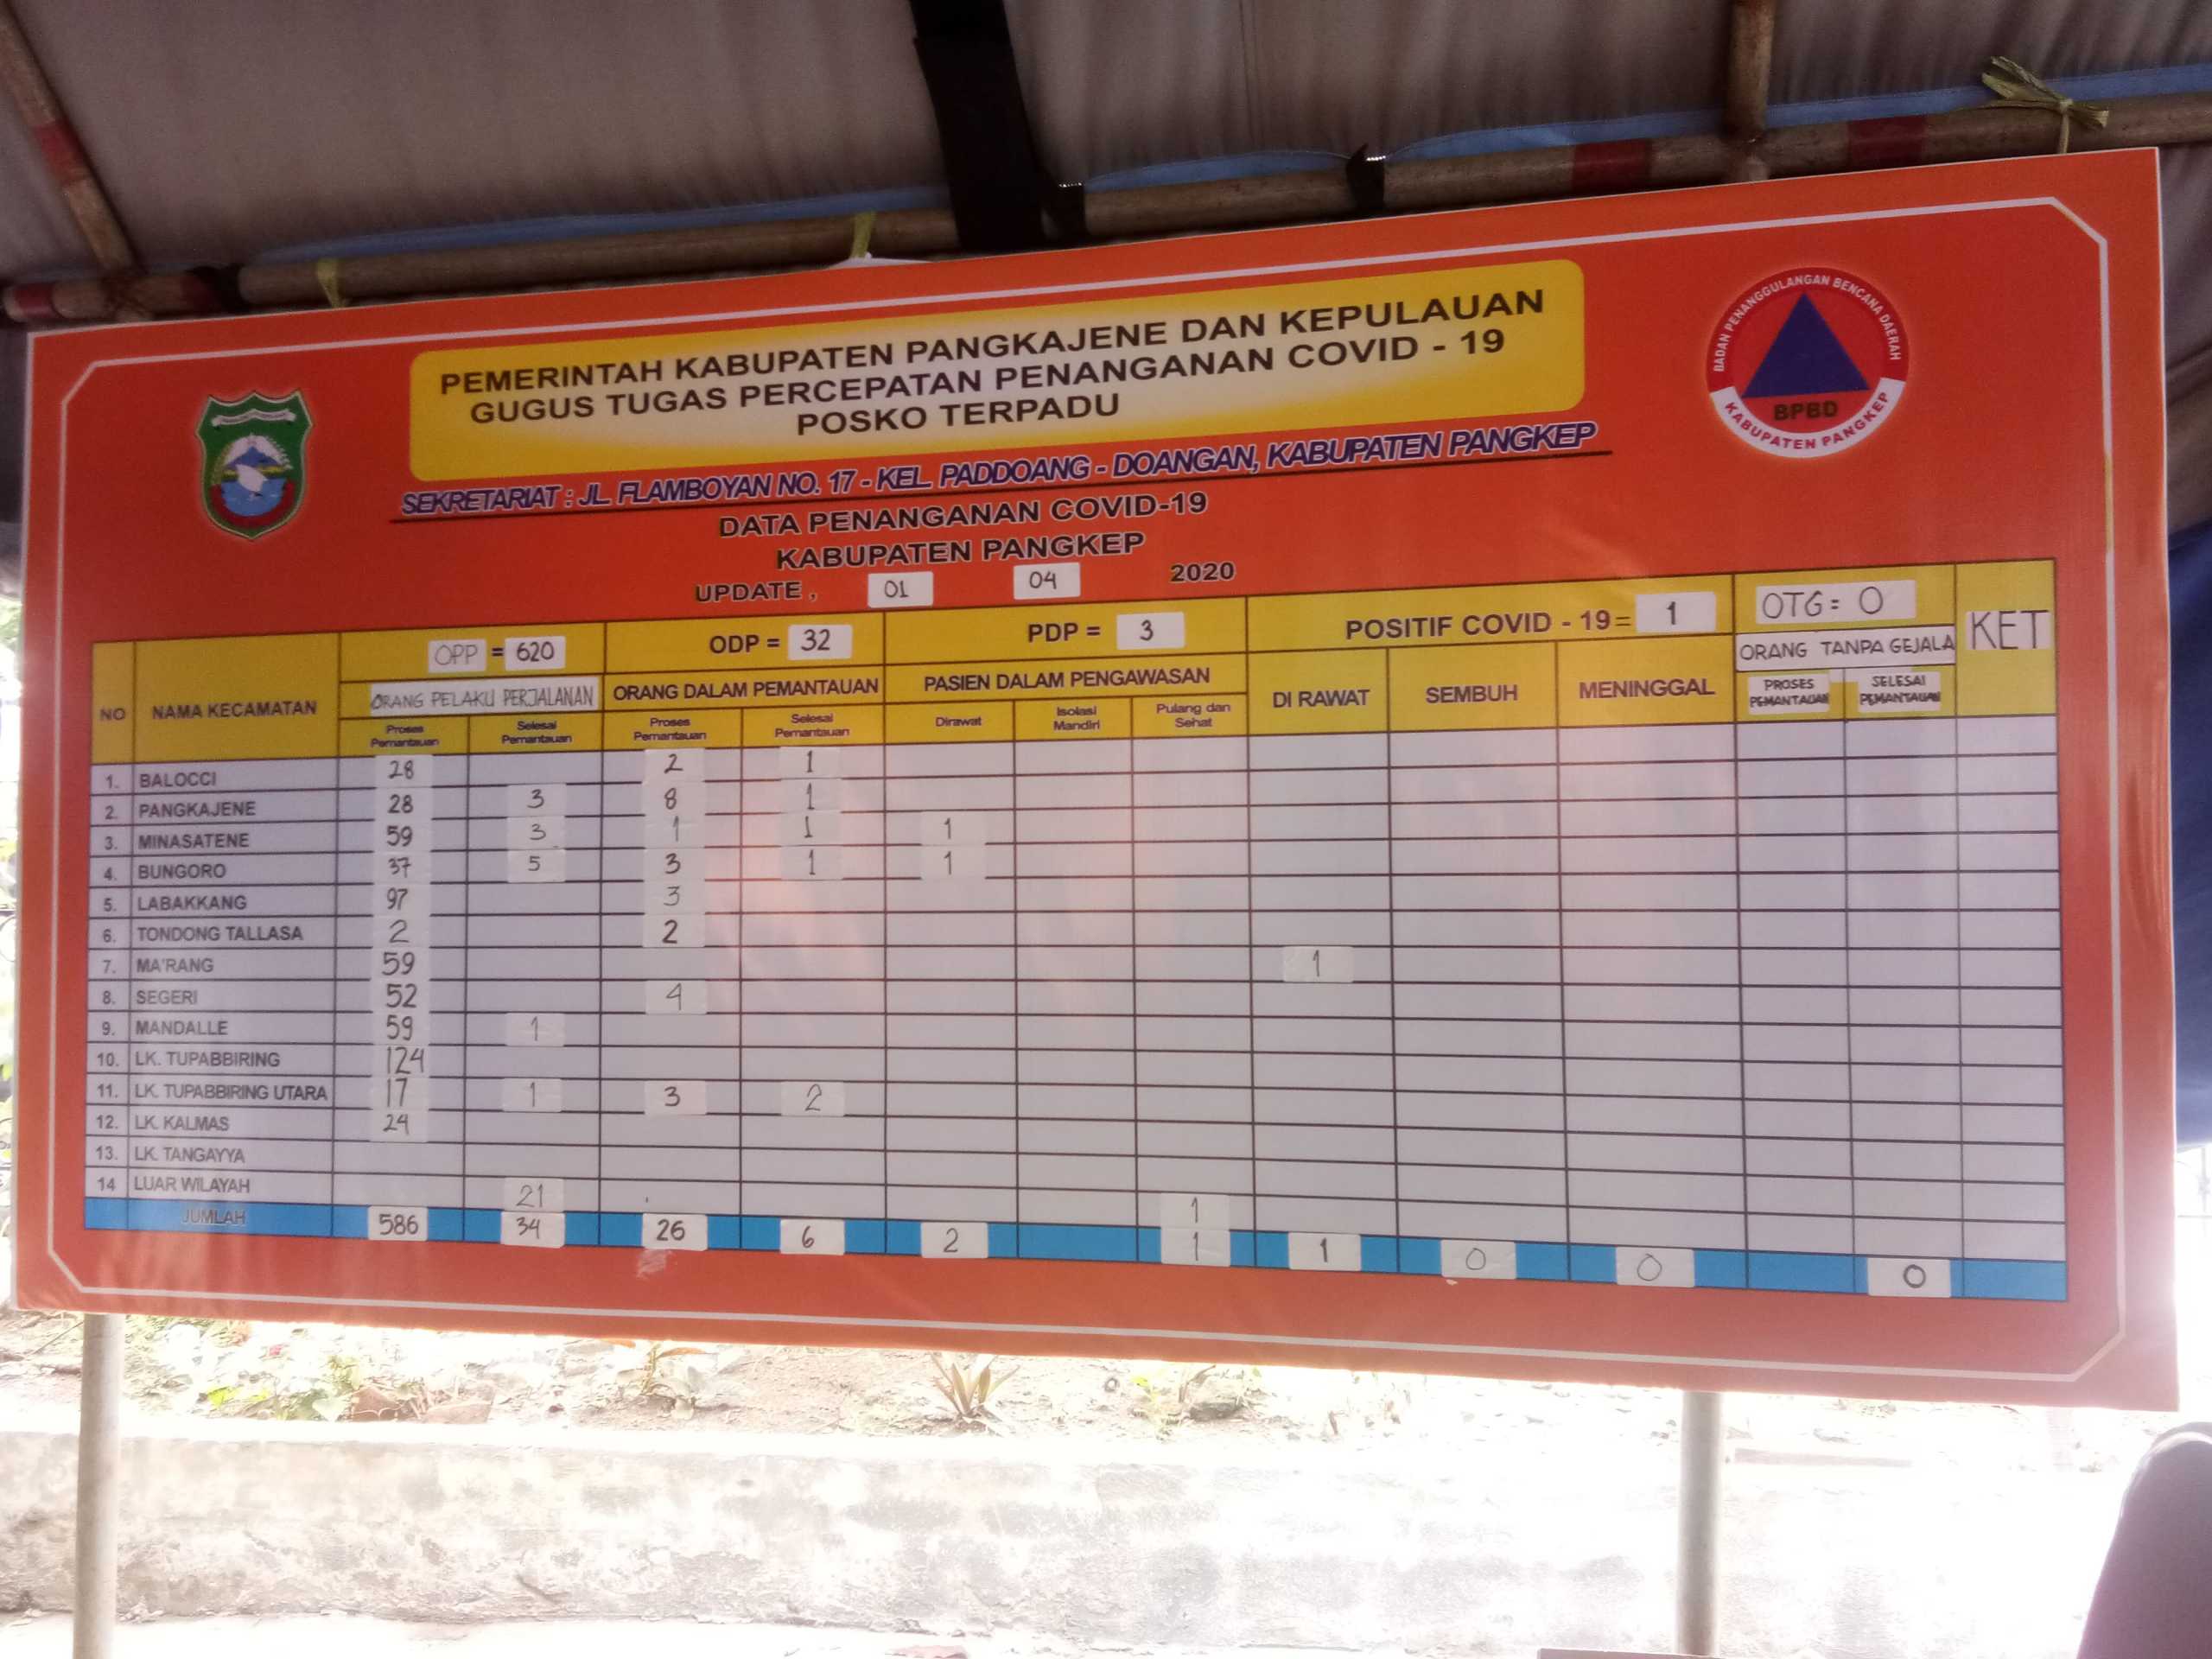 PEMERINTAH KABUPATEN PANGKAJENE DAN KEPULAUAN
GUGUS TUGAS PERCEPATAN PENANGANAN COVID - 19
POSKO TERPADU
SEKRETARIAT : JL. FLAMBOYAN NO. 17 - KEL. PADDOANG - DOANGAN, KABUPATEN PANGKEP
BADAN PENANGGULANGAN BENCANA DAERAH
BPBD
KABUPATEN PANGKEP
DATA PENANGANAN COVID-19
KABUPATEN PANGKEP
UPDATE , 01 04 2020
NO NAMA KECAMATAN OPP = 620 ODP = 32 PDP = 3 POSITIF COVID - 19 = 1 OTG = 0 KET
ORANG PELAKU PERJALANAN ORANG DALAM PEMANTAUAN PASIEN DALAM PENGAWASAN DI RAWAT SEMBUH MENINGGAL ORANG TANPA GEJALA
Proses Pemantauan Selesai Pemantauan Proses Pemantauan Selesai Pemantauan Dirawat Isolasi Mandiri Pulang dan Sehat PROSES PEMANTAUAN SELESAI PEMANTAUAN
1. BALOCCI 28 2 1
2. PANGKAJENE 28 3 8 1
3. MINASATENE 59 3 1 1 1
4. BUNGORO 37 5 3 1 1
5. LABAKKANG 97 3
6. TONDONG TALLASA 2 2
7. MA'RANG 59 1
8. SEGERI 52 4
9. MANDALLE 59 1
10. LK. TUPABBIRING 124
11. LK. TUPABBIRING UTARA 17 1 3 2
12. LK. KALMAS 24
13. LK. TANGAYYA
14 LUAR WILAYAH 21 1
JUMLAH 586 34 26 6 2 1 1 0 0 0